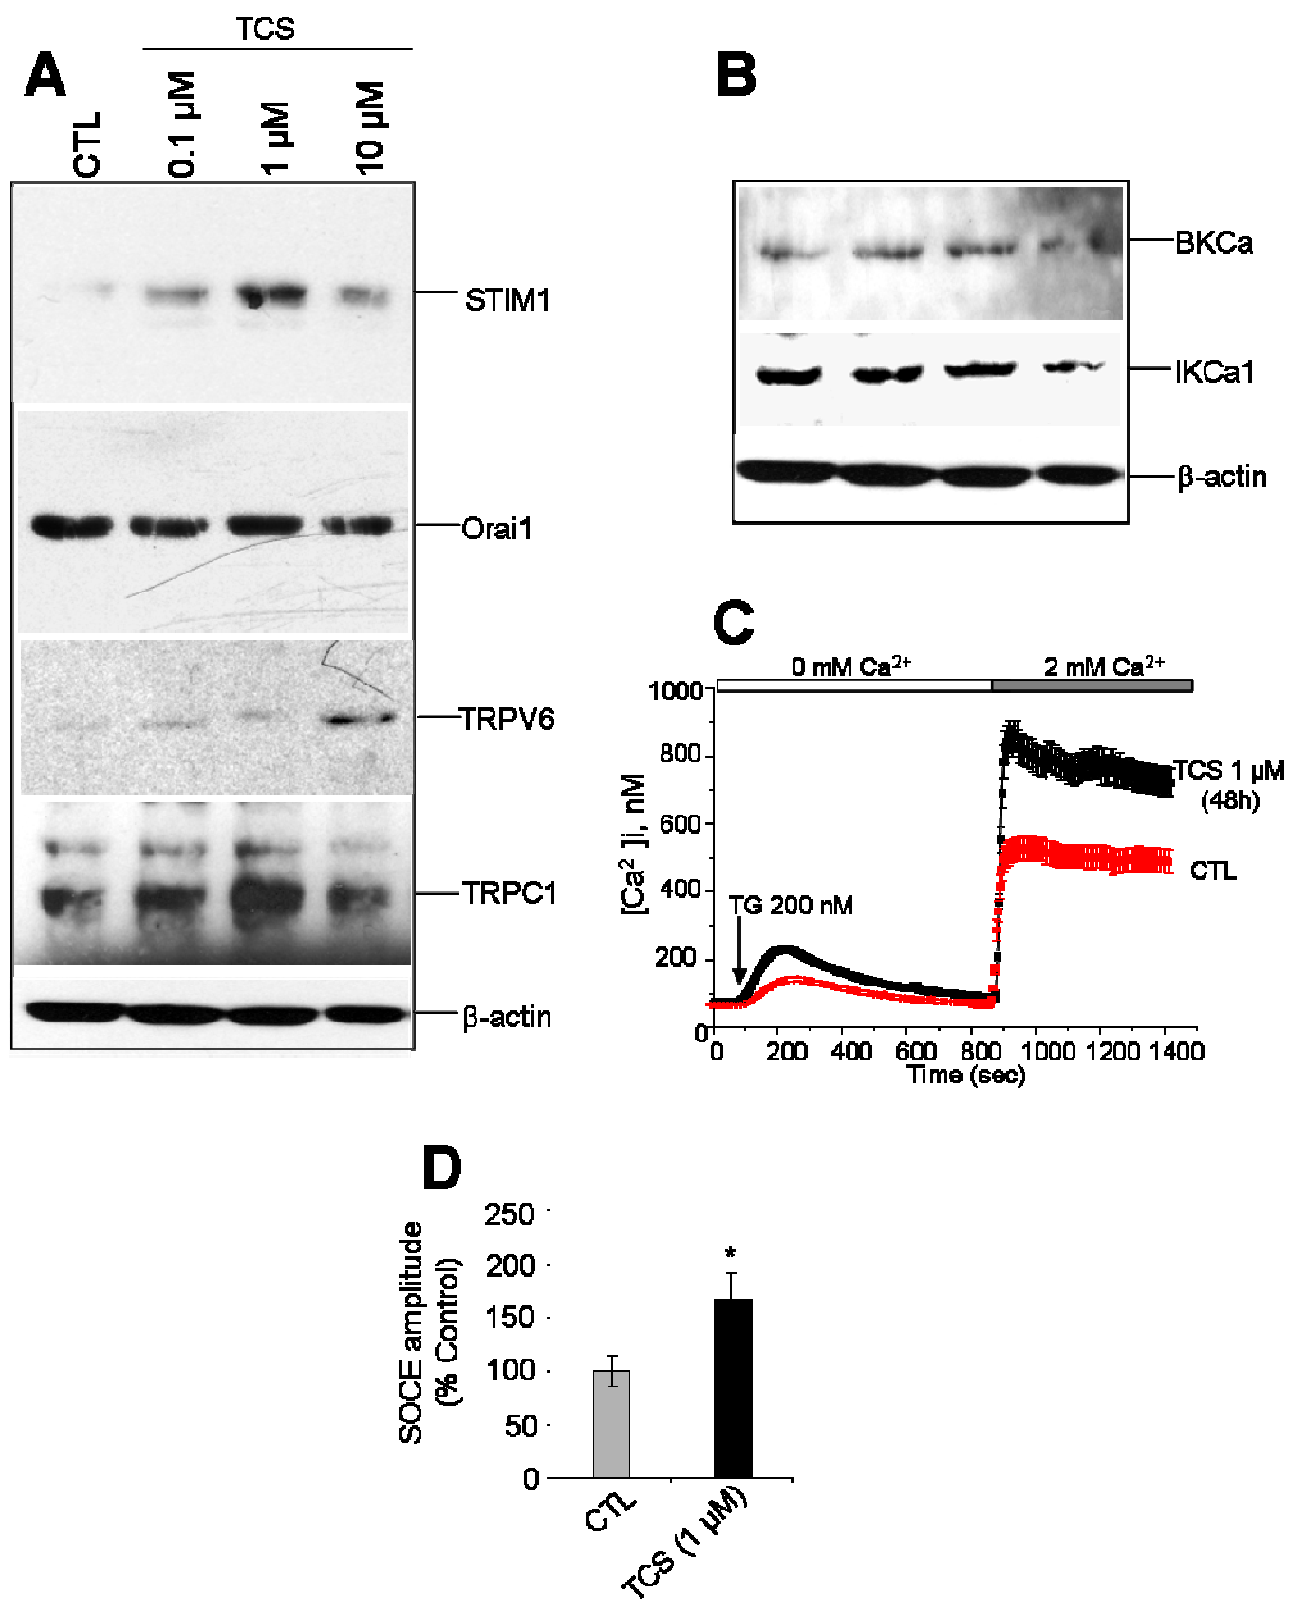 TCS
A
CTL
0.1 µM
1 µM
10 µM
STIM1
Orai1
TRPV6
TRPC1
β-actin
B
BKCa
IKCa1
β-actin
C
0 mM Ca²⁺
2 mM Ca²⁺
1000
800
600
400
200
0
[Ca² ]i, nM
TG 200 nM
TCS 1 µM
(48h)
CTL
0 200 400 600 800 1000 1200 1400
Time (sec)
D
250
200
150
100
50
0
SOCE amplitude
(% Control)
*
CTL
TCS (1 µM)